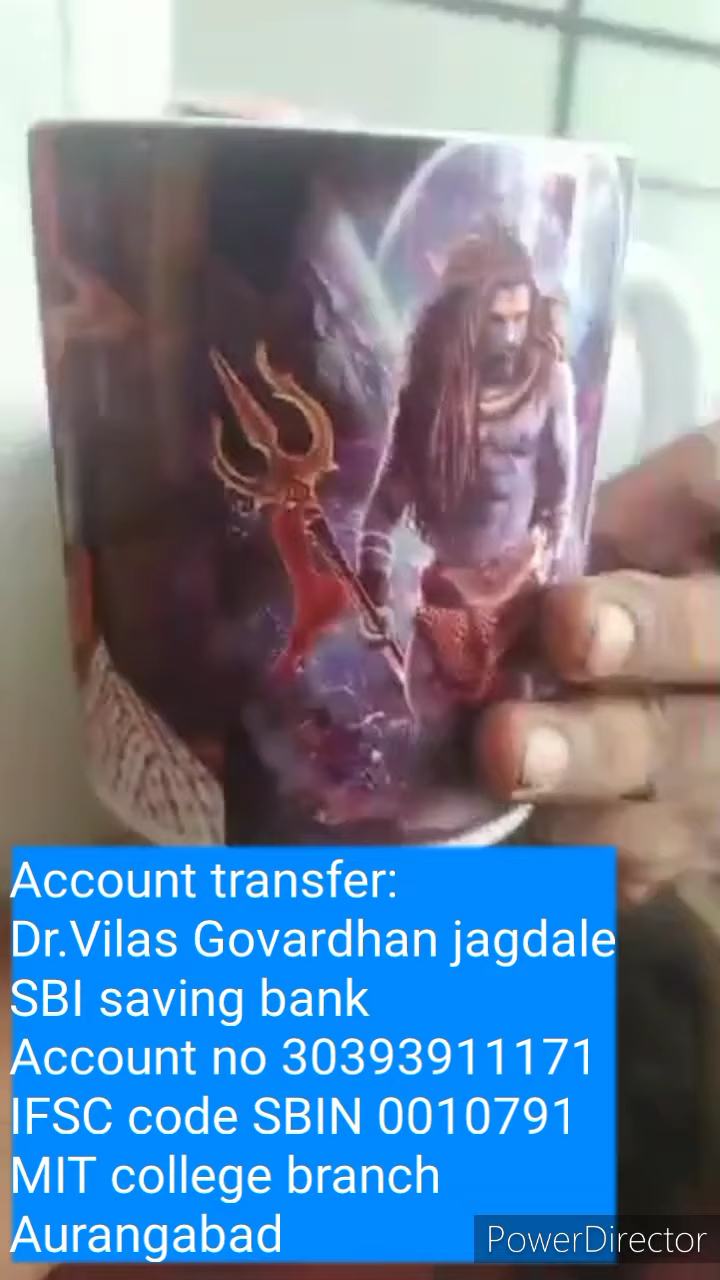 Account transfer:
Dr.Vilas Govardhan jagdale
SBI saving bank
Account no 30393911171
IFSC code SBIN 0010791
MIT college branch
Aurangabad
PowerDirector